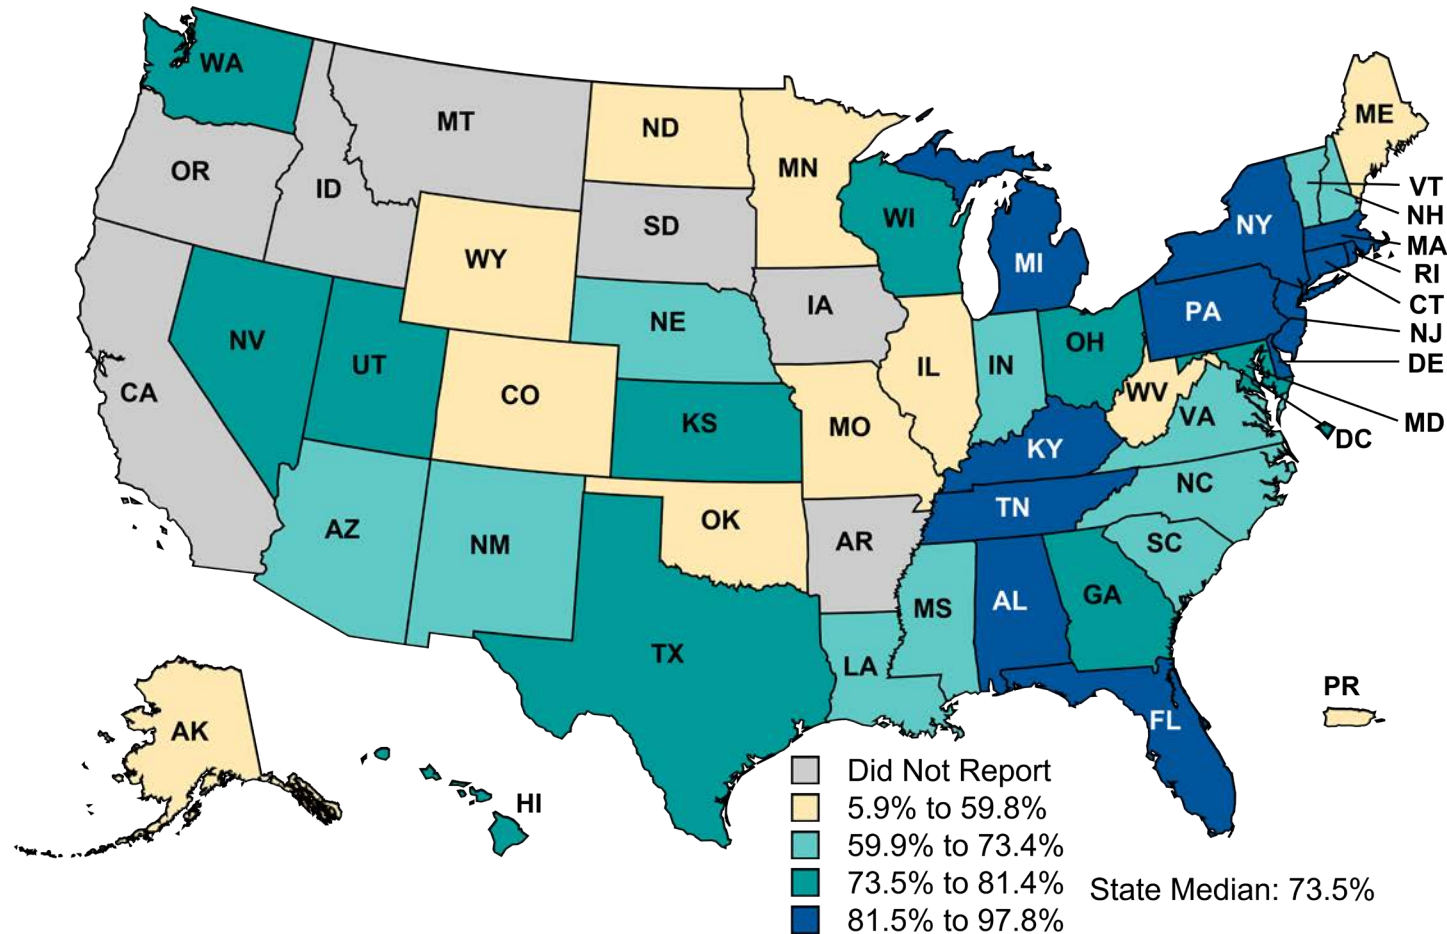 WA
MT
ND
MN
ME
OR
ID
VT
NH
SD
WI
NY
MA
WY
MI
RI
IA
CT
NE
PA
NJ
NV
UT
OH
DE
CA
CO
IL
IN
WV
KS
MO
VA
MD
DC
KY
NC
TN
AZ
NM
OK
AR
SC
MS
AL
GA
TX
LA
PR
AK
FL
HI
Did Not Report
5.9% to 59.8%
59.9% to 73.4%
73.5% to 81.4%
State Median: 73.5%
81.5% to 97.8%